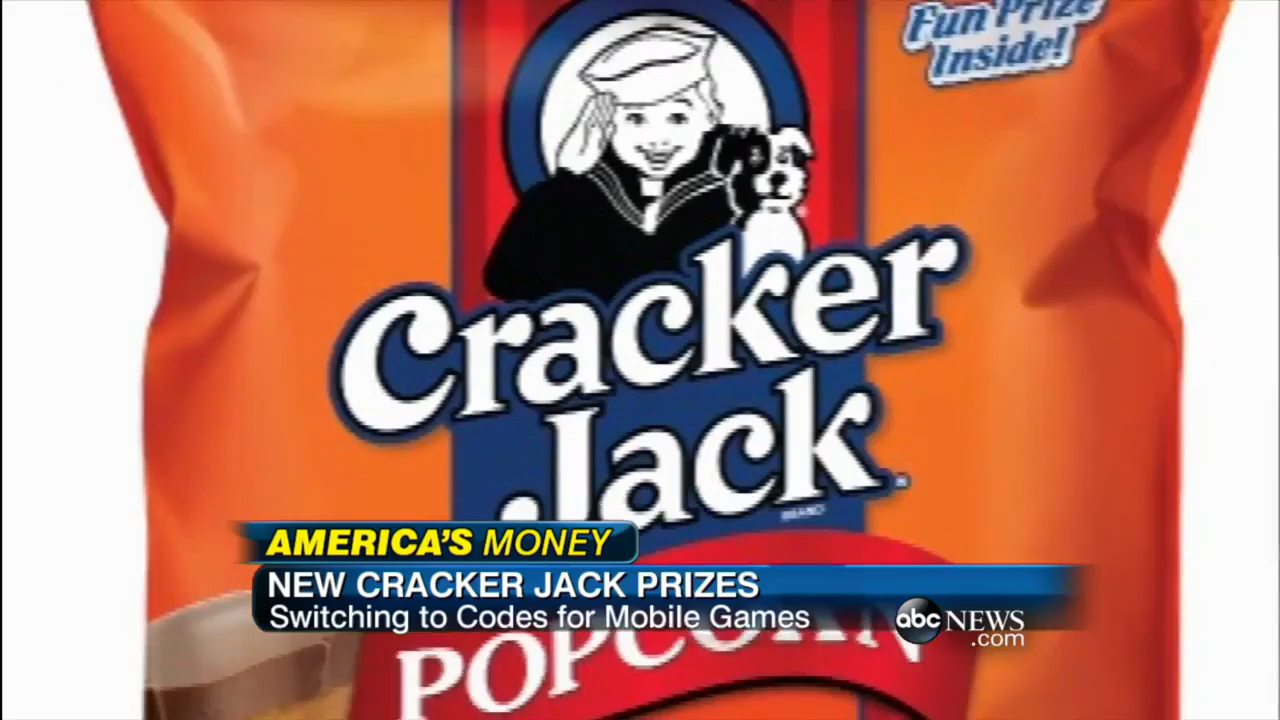 Fun Prize
Inside!
Cracker
Jack
BRAND
AMERICA'S MONEY
NEW CRACKER JACK PRIZES
Switching to Codes for Mobile Games
abc NEWS
.com
POPCORN